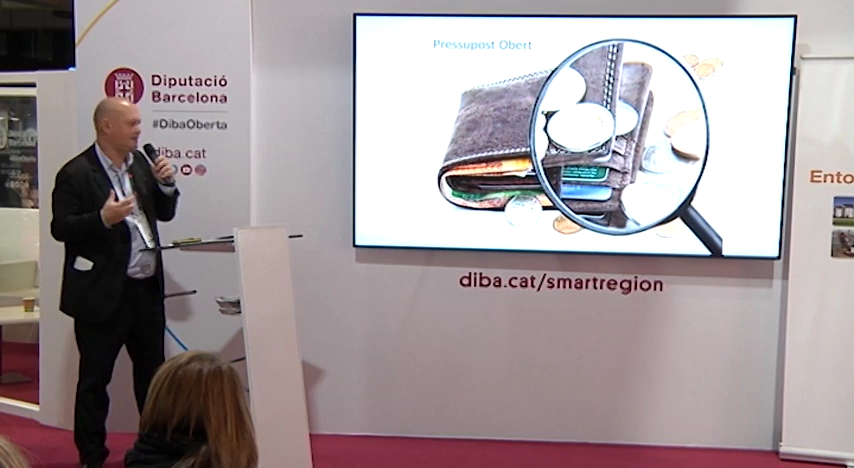 Diputació
Barcelona
#DibaOberta
diba.cat
Pressupost Obert
diba.cat/smartregion
Ento